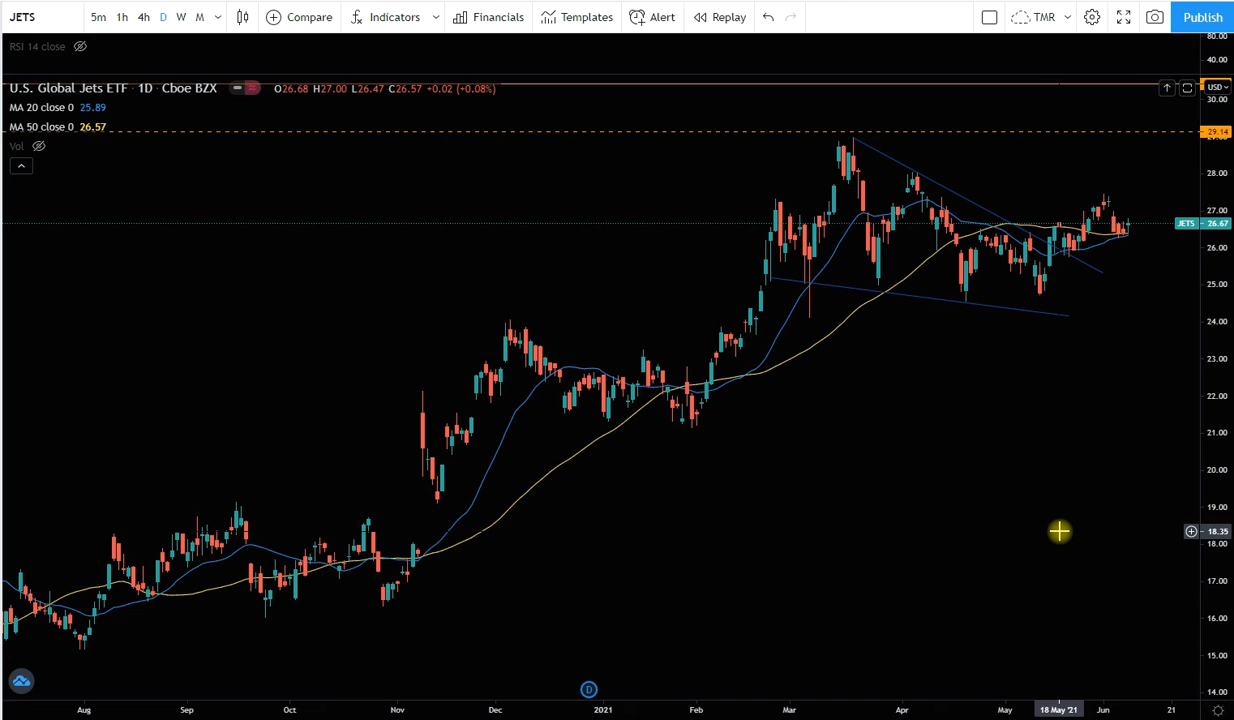 JETS 5m 1h 4h D W M Compare Indicators Financials Templates Alert Replay TMR Publish
RSI 14 close
80.00
40.00
U.S. Global Jets ETF · 1D · Cboe BZX O26.68 H27.00 L26.47 C26.57 +0.02 (+0.08%)
USD
30.00
MA 20 close 0 25.89
MA 50 close 0 26.57
29.14
Vol
28.00
27.00
JETS 26.67
26.00
25.00
24.00
23.00
22.00
21.00
20.00
19.00
18.35
18.00
17.00
16.00
15.00
D
14.00
Aug Sep Oct Nov Dec 2021 Feb Mar Apr May 18 May '21 Jun 21